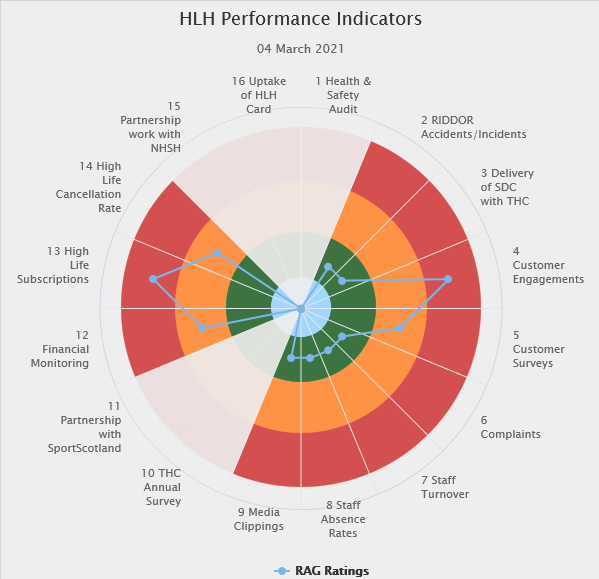 HLH Performance Indicators
04 March 2021
1 Health &
Safety
Audit
2 RIDDOR
Accidents/Incidents
3 Delivery
of SDC
with THC
4
Customer
Engagements
5
Customer
Surveys
6
Complaints
7 Staff
Turnover
8 Staff
Absence
Rates
9 Media
Clippings
10 THC
Annual
Survey
11
Partnership
with
SportScotland
12
Financial
Monitoring
13 High
Life
Subscriptions
14 High
Life
Cancellation
Rate
15
Partnership
work with
NHSH
16 Uptake
of HLH
Card
RAG Ratings